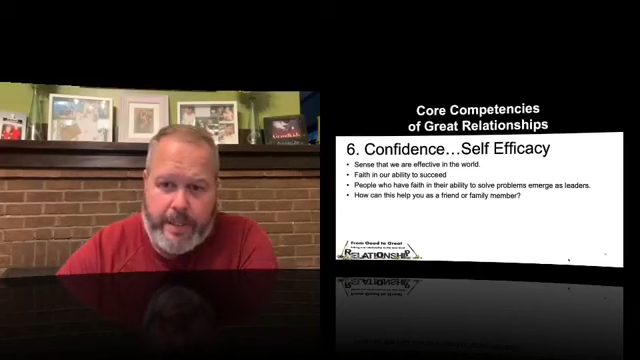 Core Competencies
of Great Relationships
6. Confidence…Self Efficacy
• Sense that we are effective in the world.
• Faith in our ability to succeed
• People who have faith in their ability to solve problems emerge as leaders.
• How can this help you as a friend or family member?
From Good to Great
RELATIONSHIP